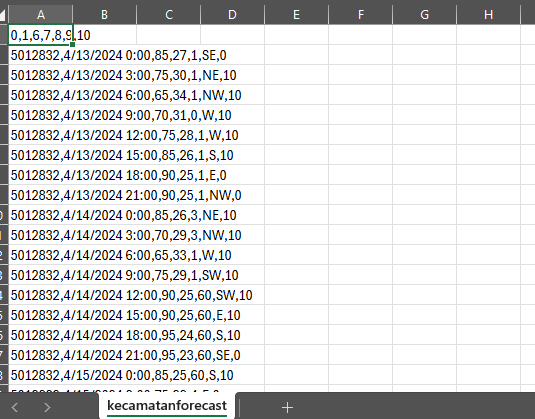 A B C D E F G H
0,1,6,7,8,9,10
5012832,4/13/2024 0:00,85,27,1,SE,0
5012832,4/13/2024 3:00,75,30,1,NE,10
5012832,4/13/2024 6:00,65,34,1,NW,10
5012832,4/13/2024 9:00,70,31,0,W,10
5012832,4/13/2024 12:00,75,28,1,W,10
5012832,4/13/2024 15:00,85,26,1,S,10
5012832,4/13/2024 18:00,90,25,1,E,0
5012832,4/13/2024 21:00,90,25,1,NW,0
5012832,4/14/2024 0:00,85,26,3,NE,10
5012832,4/14/2024 3:00,70,29,3,NW,10
5012832,4/14/2024 6:00,65,33,1,W,10
5012832,4/14/2024 9:00,75,29,1,SW,10
5012832,4/14/2024 12:00,90,25,60,SW,10
5012832,4/14/2024 15:00,90,25,60,E,10
5012832,4/14/2024 18:00,95,24,60,S,10
5012832,4/14/2024 21:00,95,23,60,SE,0
5012832,4/15/2024 0:00,85,25,60,S,10
kecamatanforecast